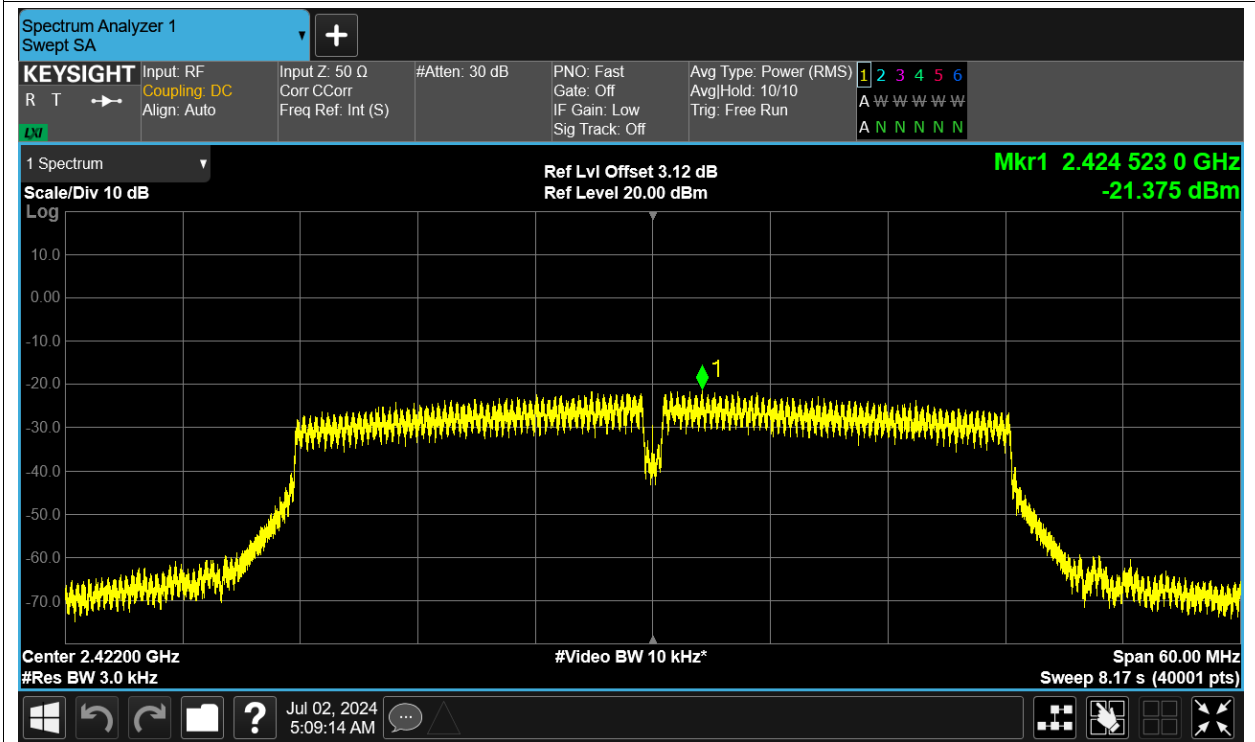 Spectrum Analyzer 1
Swept SA
+
KEYSIGHT
R T
LXI
Input: RF
Coupling: DC
Align: Auto
Input Z: 50 Ω
Corr CCorr
Freq Ref: Int (S)
#Atten: 30 dB
PNO: Fast
Gate: Off
IF Gain: Low
Sig Track: Off
Avg Type: Power (RMS)
Avg|Hold: 10/10
Trig: Free Run
1 2 3 4 5 6
A W W W W W
A N N N N N
1 Spectrum
Scale/Div 10 dB
Ref Lvl Offset 3.12 dB
Ref Level 20.00 dBm
Mkr1 2.424 523 0 GHz
-21.375 dBm
Log
10.0
0.00
-10.0
-20.0
-30.0
-40.0
-50.0
-60.0
-70.0
1
Center 2.42200 GHz
#Res BW 3.0 kHz
#Video BW 10 kHz*
Span 60.00 MHz
Sweep 8.17 s (40001 pts)
?
Jul 02, 2024
5:09:14 AM